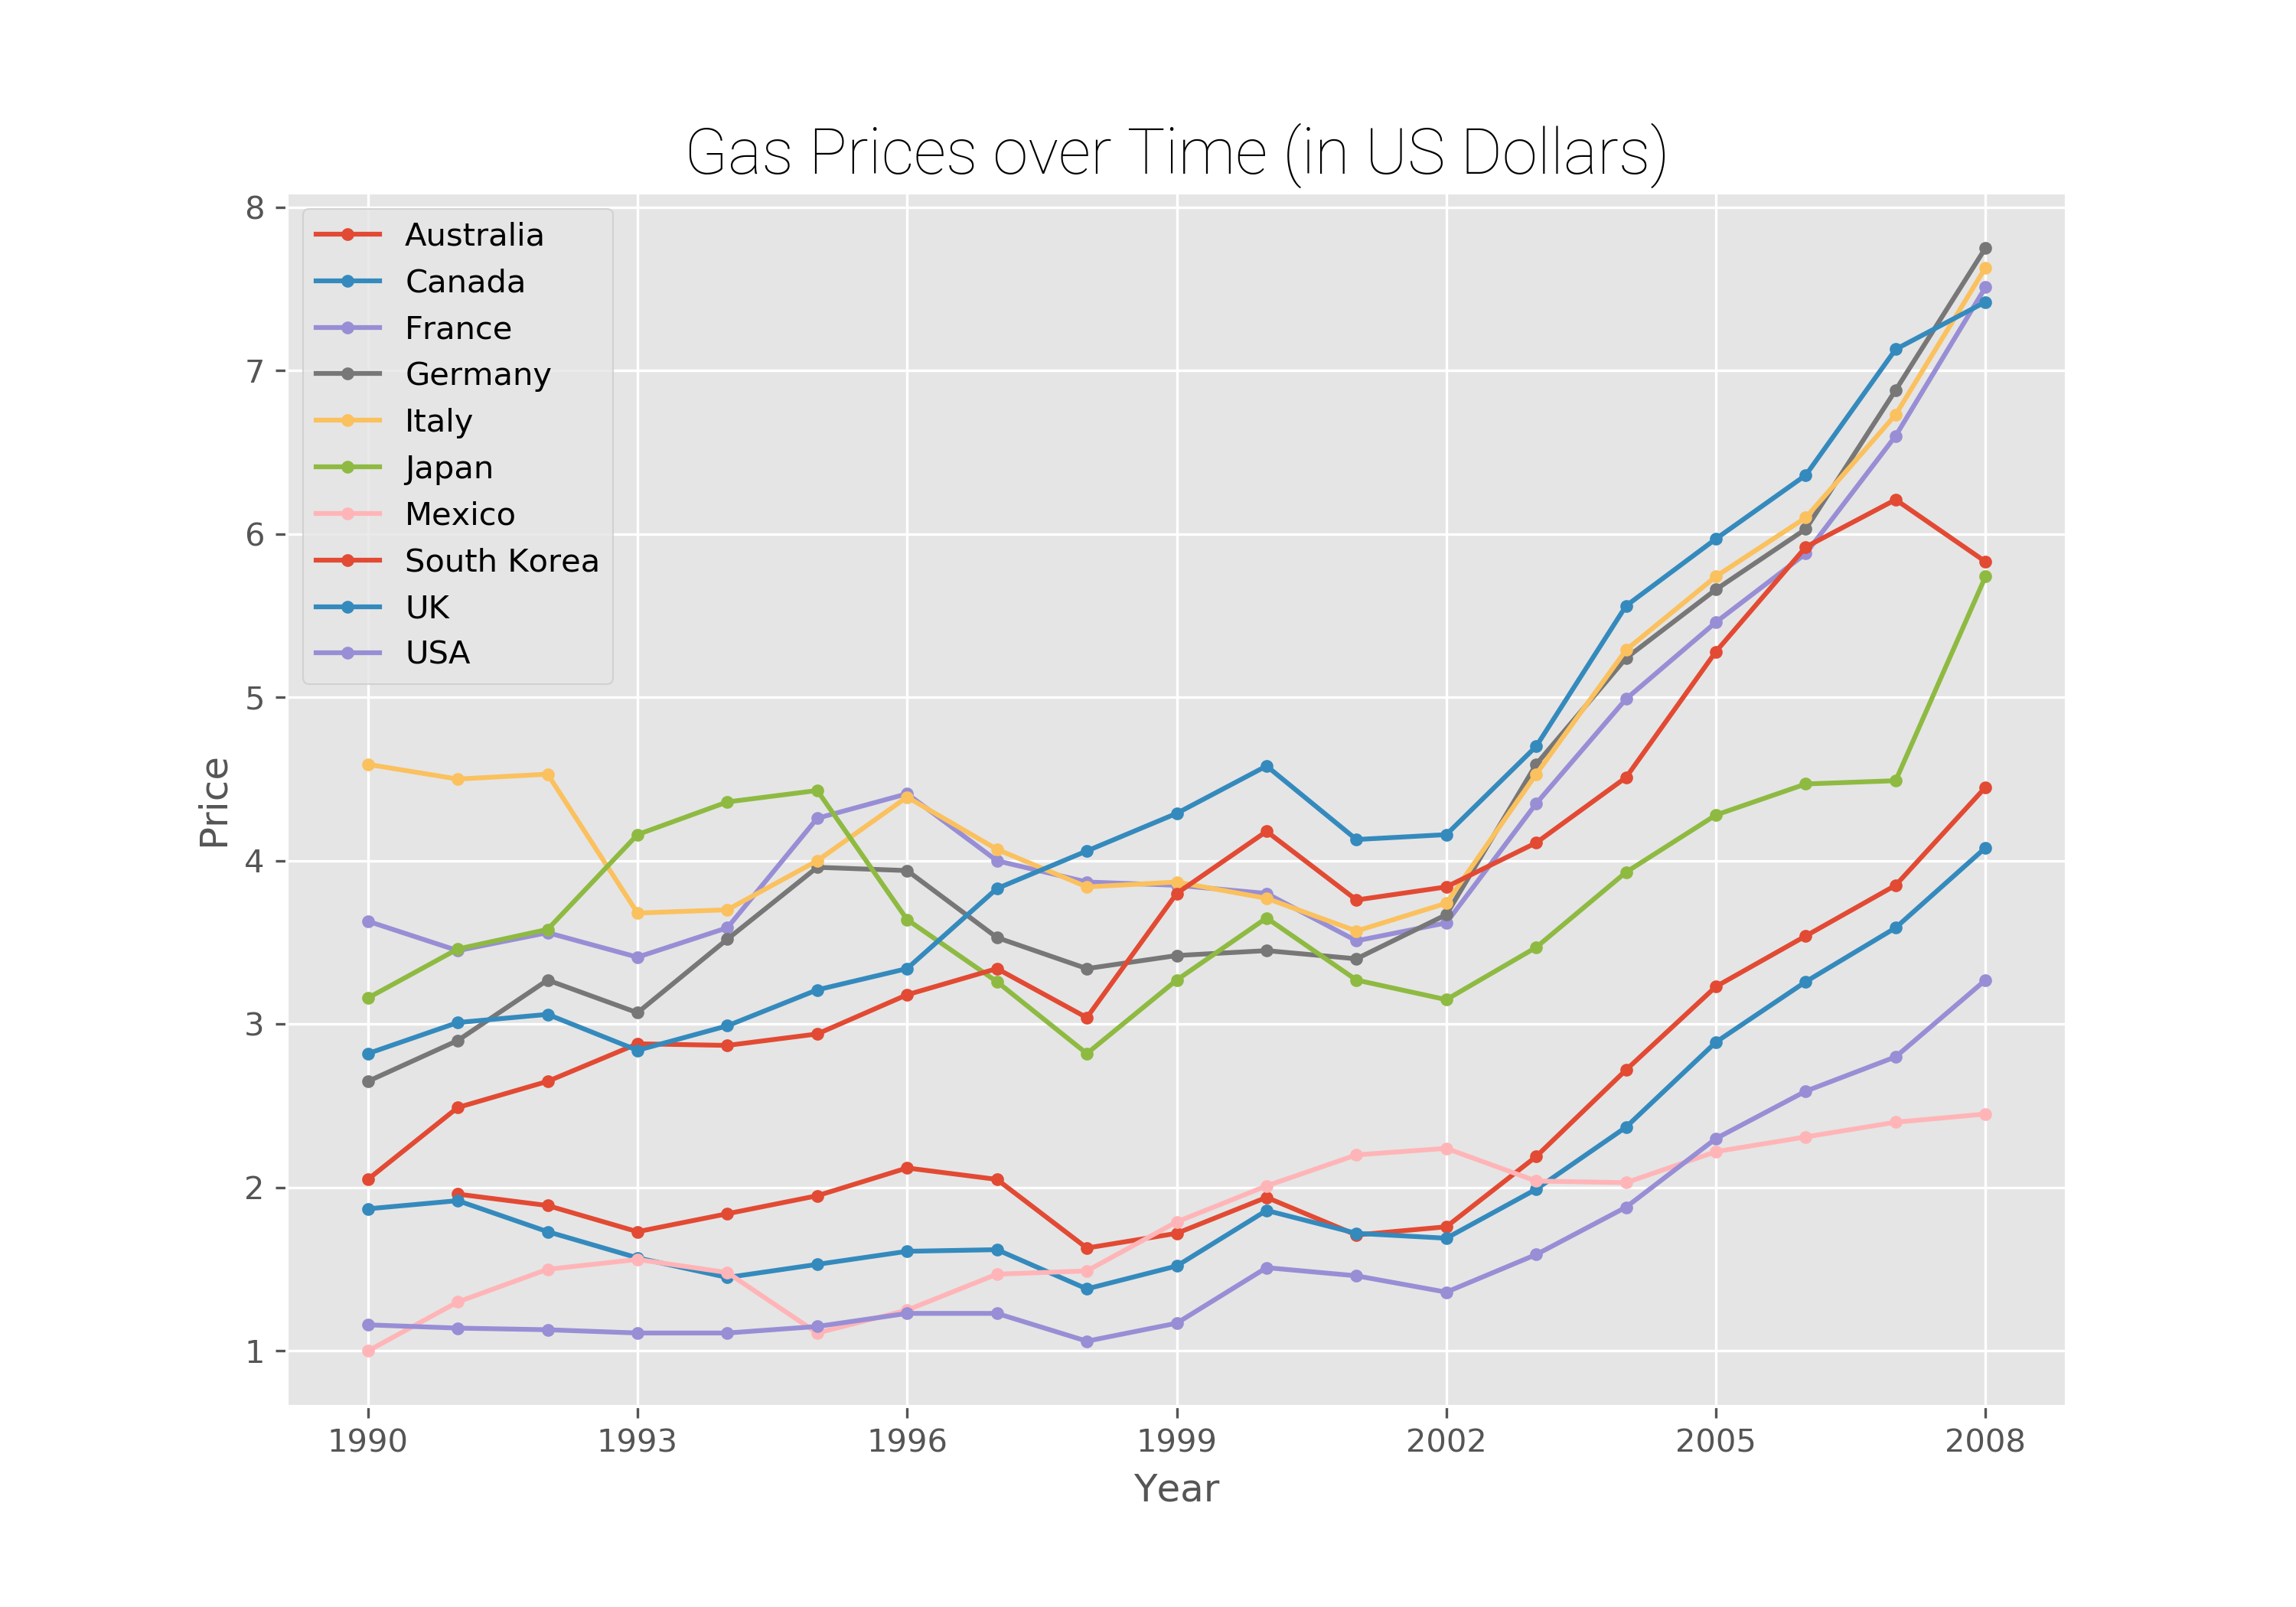 Gas Prices over Time (in US Dollars)
8
7
6
5
4
3
2
1
Price
Australia
Canada
France
Germany
Italy
Japan
Mexico
South Korea
UK
USA
1990 1993 1996 1999 2002 2005 2008
Year